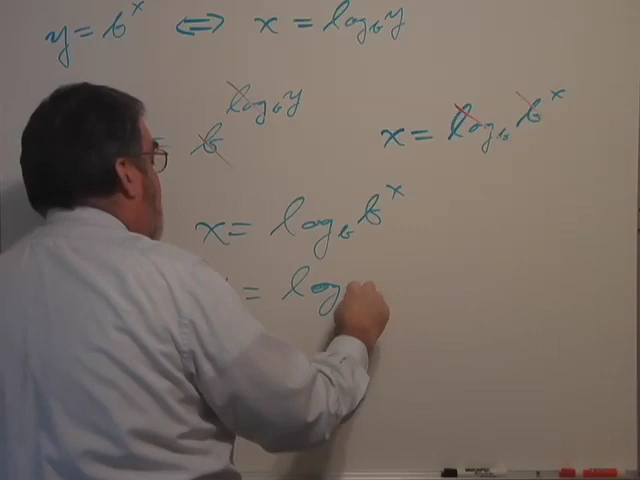 y = b^x ⟺ x = log_b y
= b^{log_b y}
x = log_b b^x
x = log_b b^x
= log